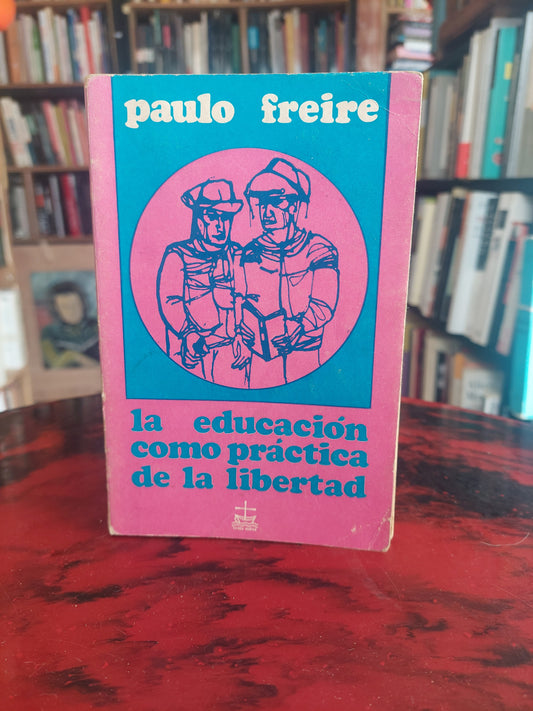 paulo freire
la educación
como práctica
de la libertad